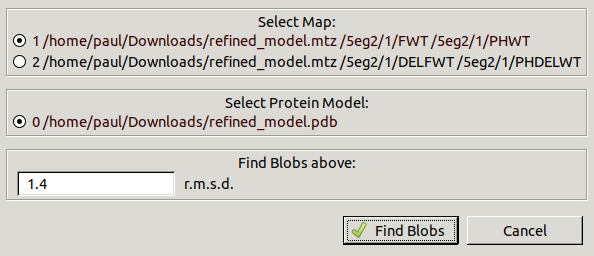 Select Map:
1 /home/paul/Downloads/refined_model.mtz /5eg2/1/FWT /5eg2/1/PHWT
2 /home/paul/Downloads/refined_model.mtz /5eg2/1/DELFWT /5eg2/1/PHDELWT
Select Protein Model:
0 /home/paul/Downloads/refined_model.pdb
Find Blobs above:
1.4 r.m.s.d.
Find Blobs Cancel